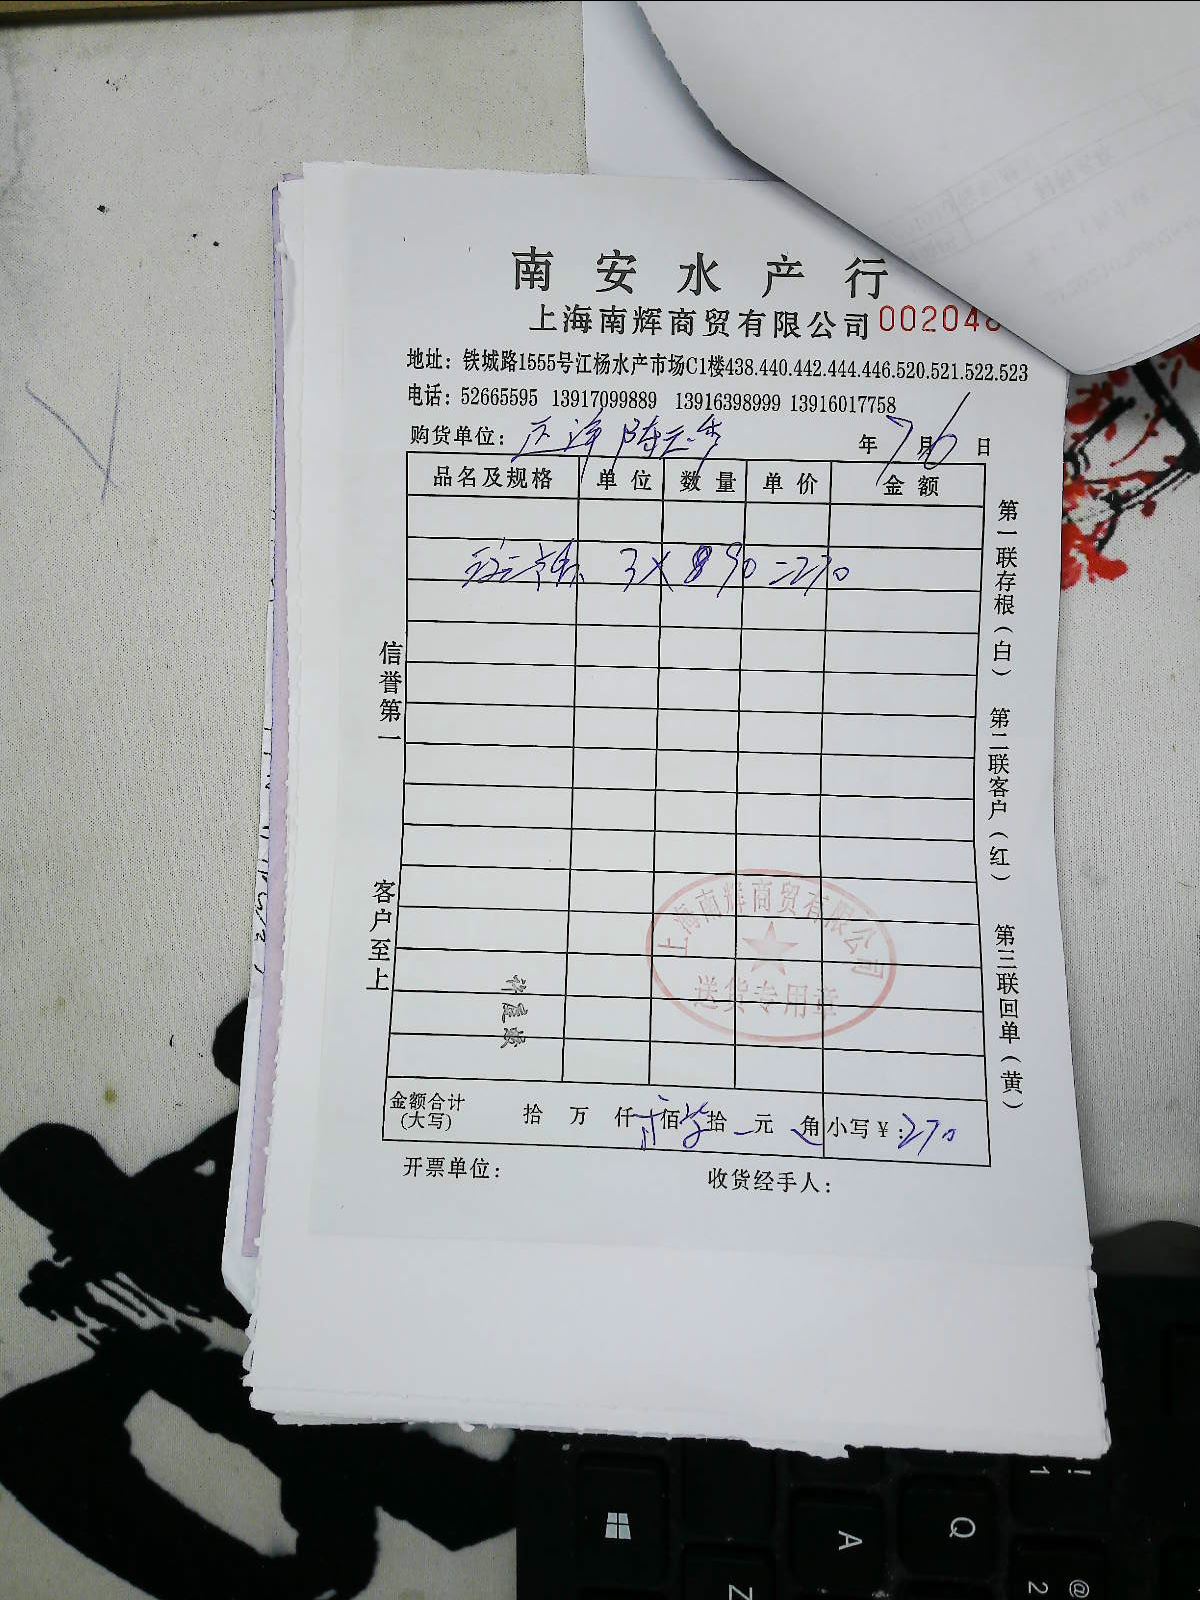 南安水产行
上海南辉商贸有限公司 002048
地址：铁城路1555号江杨水产市场C1楼438.440.442.444.446.520.521.522.523
电话：52665595 13917099889 13916398999 13916017758
购货单位： 年 7 月 6 日
品名及规格 单位 数量 单价 金额
3 × 90 = 270
信誉第一
客户至上
第一联存根（白）
第二联客户（红）
第三联回单（黄）
上海南辉商贸有限公司
送货专用章
金额合计 拾 万 仟 佰 拾 元 角 小写¥：270
(大写)
开票单位： 收货经手人：
! 1
Q
A
@ 2
Z